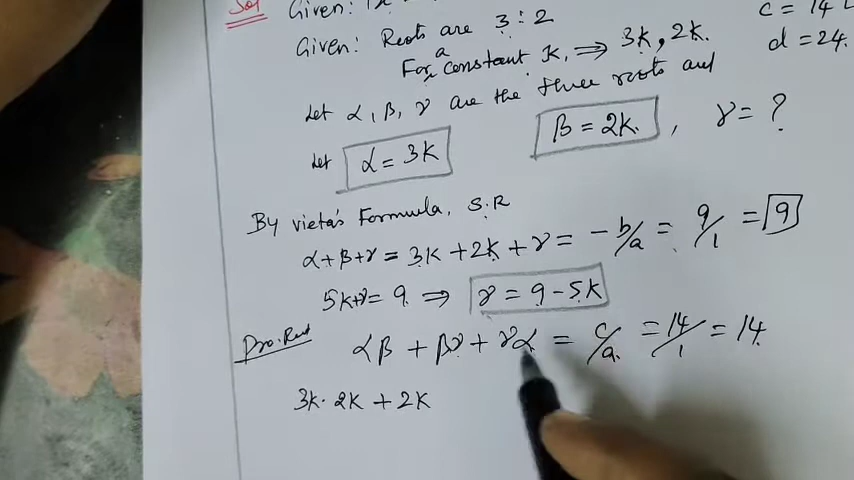 Sol Given:
Given: Roots are 3:2
c = 14
For a constant K, ⇒ 3K, 2K.
d = 24.
Let α, β, γ are the three roots and
Let α = 3K β = 2K. , γ = ?
By vieta's Formula, S.R
α+β+γ = 3K + 2K + γ = -b/a = 9/1 = 9
5K+γ = 9 ⇒ γ = 9 - 5K
Pro.Root αβ + βγ + γα = c/a = 14/1 = 14.
3K. 2K + 2K